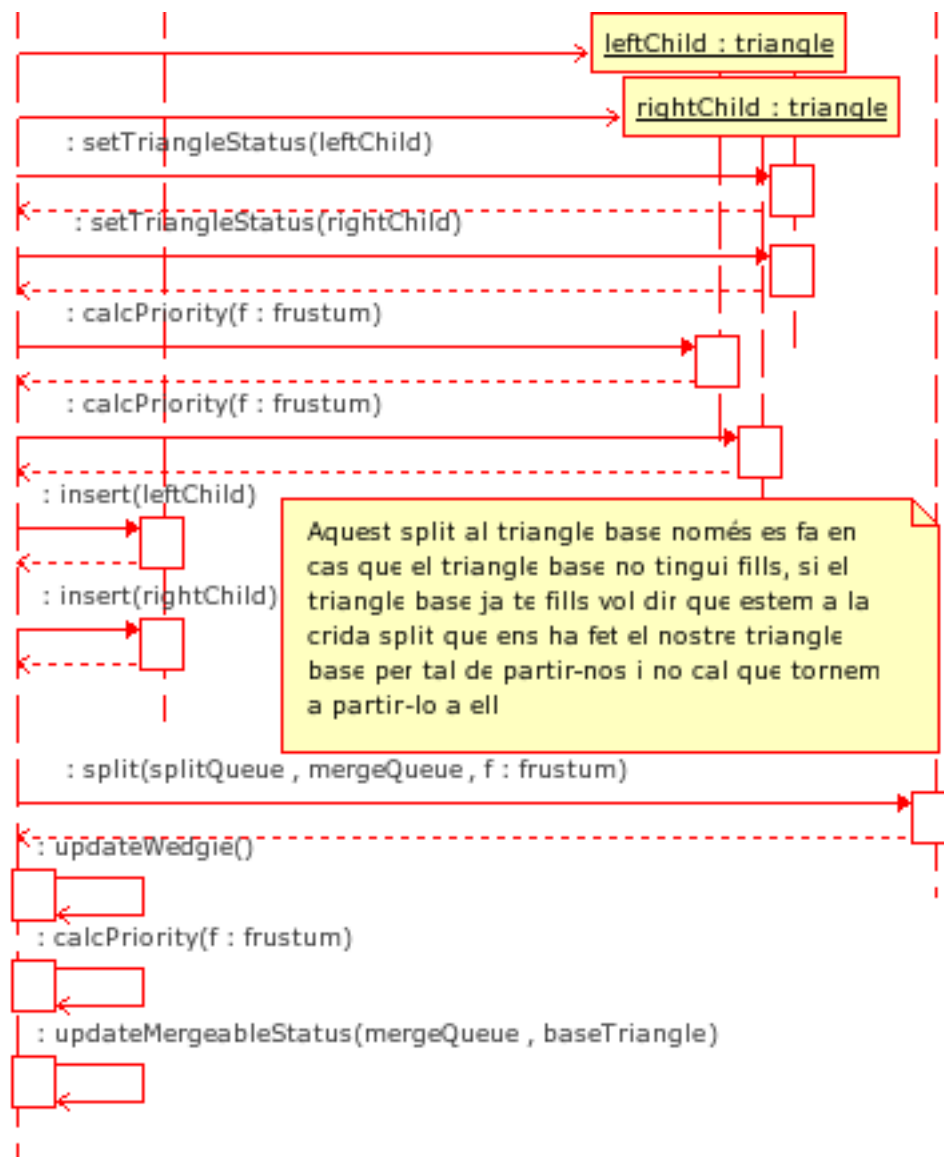 leftChild : triangle
rightChild : triangle
: setTriangleStatus(leftChild)
: setTriangleStatus(rightChild)
: calcPriority(f : frustum)
: calcPriority(f : frustum)
: insert(leftChild)
Aquest split al triangle base només es fa en
cas que el triangle base no tingui fills, si el
triangle base ja te fills vol dir que estem a la
crida split que ens ha fet el nostre triangle
base per tal de partir-nos i no cal que tornem
a partir-lo a ell
: insert(rightChild)
: split(splitQueue , mergeQueue , f : frustum)
: updateWedgie()
: calcPriority(f : frustum)
: updateMergeableStatus(mergeQueue , baseTriangle)